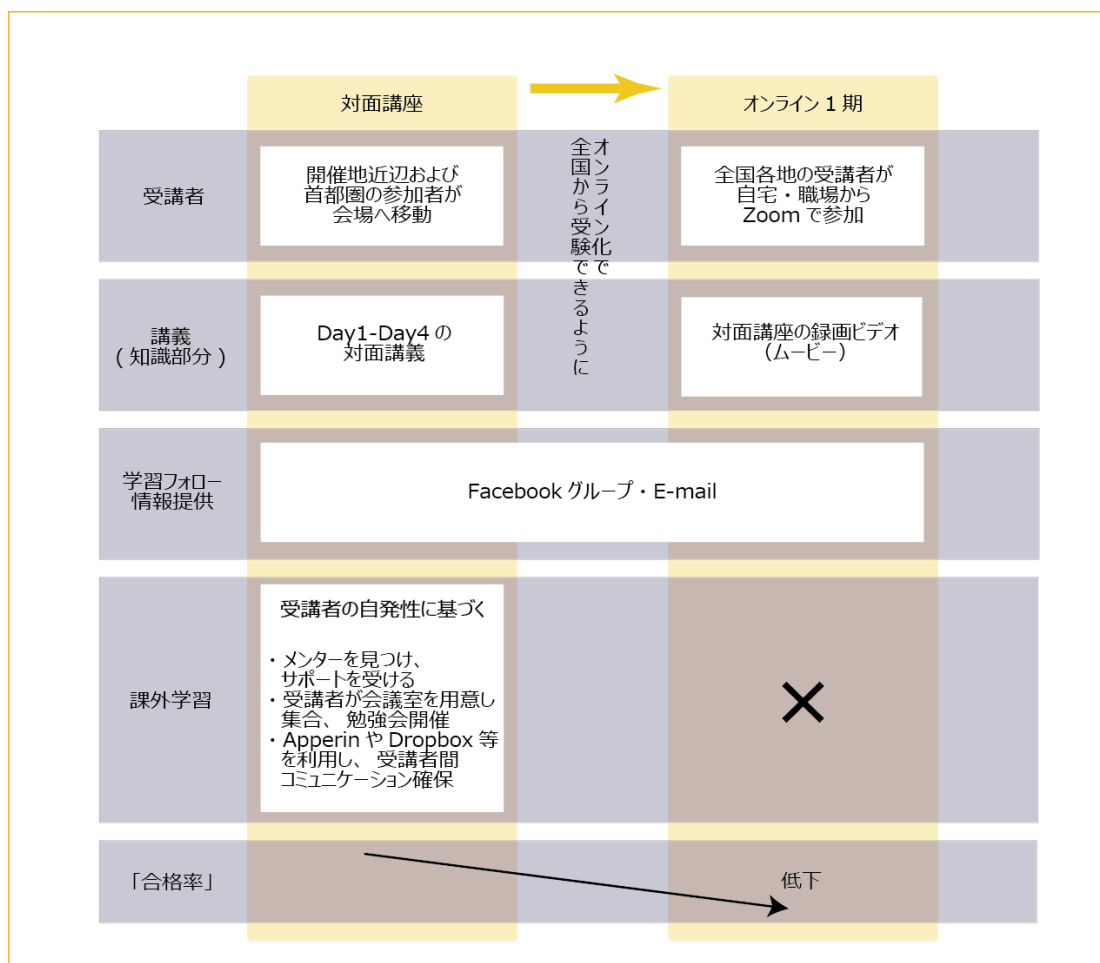 対面講座
オンライン 1 期
オンライン化で
全国から受験できるように
受講者
開催地近辺および
首都圏の参加者が
会場へ移動
全国各地の受講者が
自宅・職場から
Zoom で参加
講義
( 知識部分 )
Day1-Day4 の
対面講義
対面講座の録画ビデオ
（ムービー）
学習フォロー
情報提供
Facebook グループ・E-mail
課外学習
受講者の自発性に基づく
・メンターを見つけ、
サポートを受ける
・受講者が会議室を用意し
集合、 勉強会開催
・Apperin や Dropbox 等
を利用し、 受講者間
コミュニケーション確保
「合格率」
低下